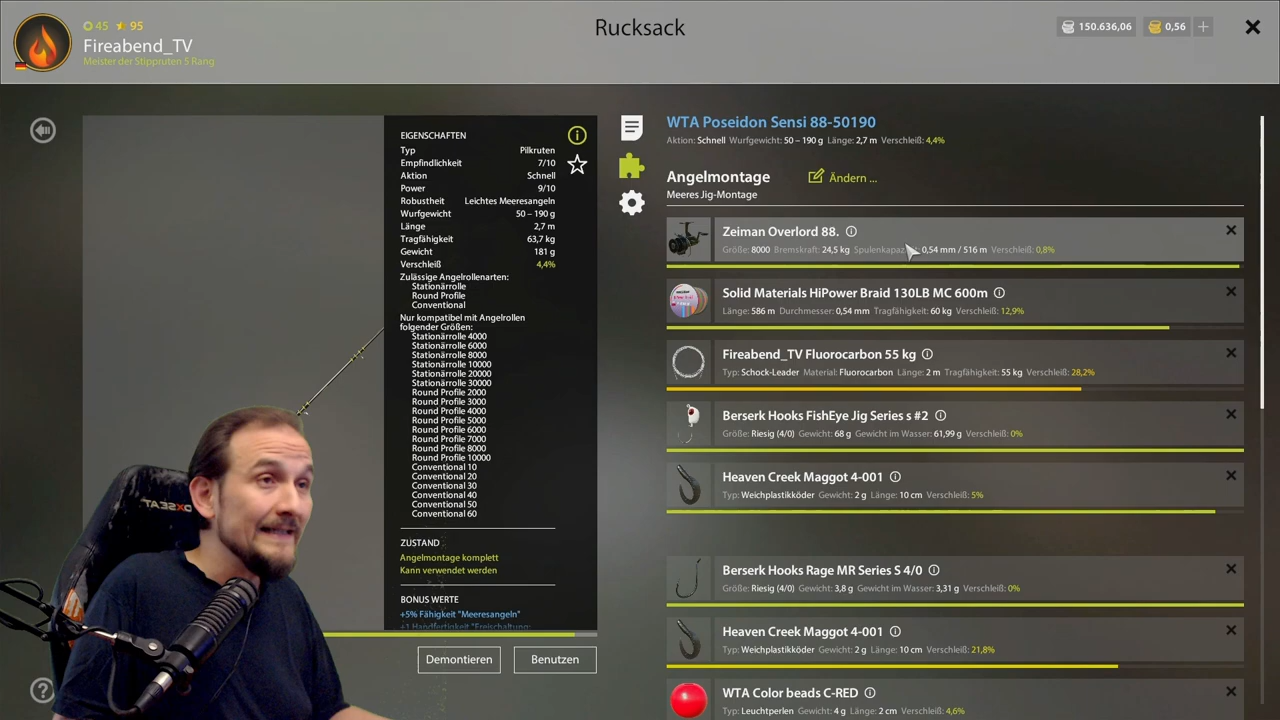 45 95
Fireabend_TV
Meister der Stippruten 5 Rang
Rucksack
150.636,06
0,56
EIGENSCHAFTEN
Typ Pilkruten
Empfindlichkeit 7/10
Aktion Schnell
Power 9/10
Robustheit Leichtes Meeresangeln
Wurfgewicht 50 – 190 g
Länge 2,7 m
Tragfähigkeit 63,7 kg
Gewicht 181 g
Verschleiß 4,4%
Zulässige Angelrollenarten:
Stationärrolle
Round Profile
Conventional
Nur kompatibel mit Angelrollen
folgender Größen:
Stationärrolle 4000
Stationärrolle 6000
Stationärrolle 8000
Stationärrolle 10000
Stationärrolle 20000
Stationärrolle 30000
Round Profile 2000
Round Profile 3000
Round Profile 4000
Round Profile 5000
Round Profile 6000
Round Profile 7000
Round Profile 8000
Round Profile 10000
Conventional 10
Conventional 20
Conventional 30
Conventional 40
Conventional 50
Conventional 60
ZUSTAND
Angelmontage komplett
Kann verwendet werden
BONUS WERTE
+5% Fähigkeit "Meeresangeln"
+1 Handfertigkeit "Freischaltung:
Demontieren
Benutzen
DXSEAT
WTA Poseidon Sensi 88-50190
Aktion: Schnell Wurfgewicht: 50 – 190 g Länge: 2,7 m Verschleiß: 4,4%
Angelmontage
Ändern ...
Meeres Jig-Montage
Zeiman Overlord 88.
Größe: 8000 Bremskraft: 24,5 kg 0,54 mm / 516 m Verschleiß: 0,8%
Solid Materials HiPower Braid 130LB MC 600m
Länge: 586 m Durchmesser: 0,54 mm Tragfähigkeit: 60 kg Verschleiß: 12,9%
Fireabend_TV Fluorocarbon 55 kg
Typ: Schock-Leader Material: Fluorocarbon Länge: 2 m Tragfähigkeit: 55 kg Verschleiß: 28,2%
Berserk Hooks FishEye Jig Series s #2
Größe: Riesig (4/0) Gewicht: 68 g Gewicht im Wasser: 61,99 g Verschleiß: 0%
Heaven Creek Maggot 4-001
Typ: Weichplastikköder Gewicht: 2 g Länge: 10 cm Verschleiß: 5%
Berserk Hooks Rage MR Series S 4/0
Größe: Riesig (4/0) Gewicht: 3,8 g Gewicht im Wasser: 3,31 g Verschleiß: 0%
Heaven Creek Maggot 4-001
Typ: Weichplastikköder Gewicht: 2 g Länge: 10 cm Verschleiß: 21,8%
WTA Color beads C-RED
Typ: Leuchtperlen Gewicht: 4 g Länge: 2 cm Verschleiß: 4,6%